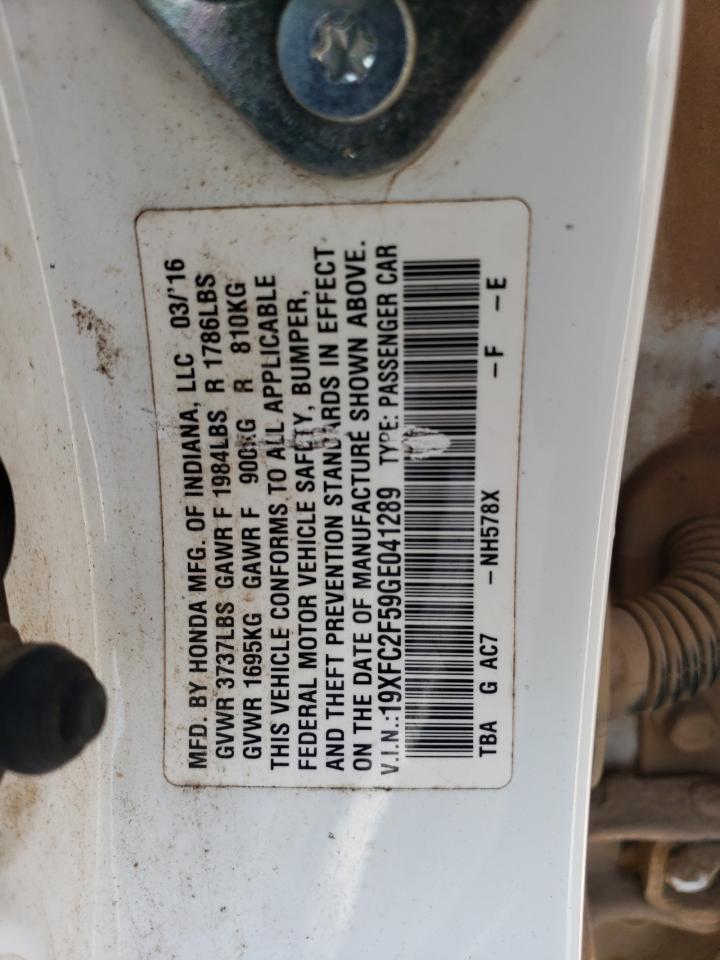 MFD. BY HONDA MFG. OF INDIANA, LLC 03/'16
GVWR 3737LBS GAWR F 1984LBS R 1786LBS
GVWR 1695KG GAWR F 900KG R 810KG
THIS VEHICLE CONFORMS TO ALL APPLICABLE
FEDERAL MOTOR VEHICLE SAFETY, BUMPER,
AND THEFT PREVENTION STANDARDS IN EFFECT
ON THE DATE OF MANUFACTURE SHOWN ABOVE.
V.I.N.:19XFC2F59GE041289 TYPE: PASSENGER CAR
TBA G AC7 -NH578X -F -E